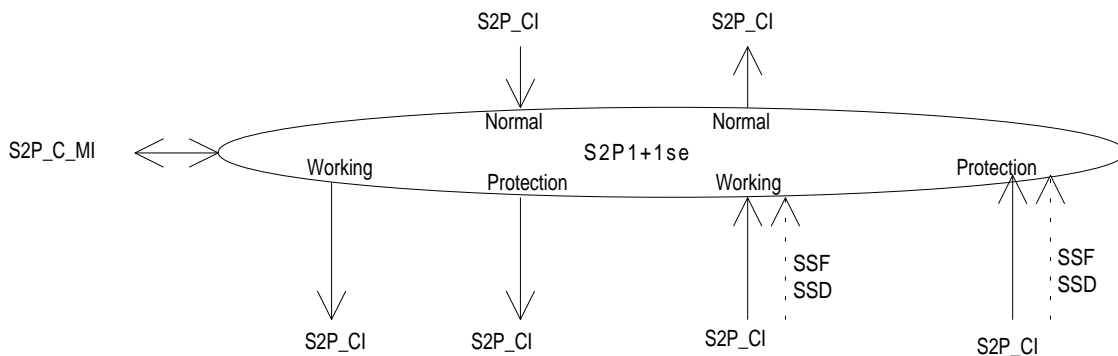 S2P_CI S2P_CI
Normal Normal
S2P_C_MI
S2P1+1se
Working Protection Working Protection
SSF SSF
SSD SSD
S2P_CI S2P_CI S2P_CI S2P_CI